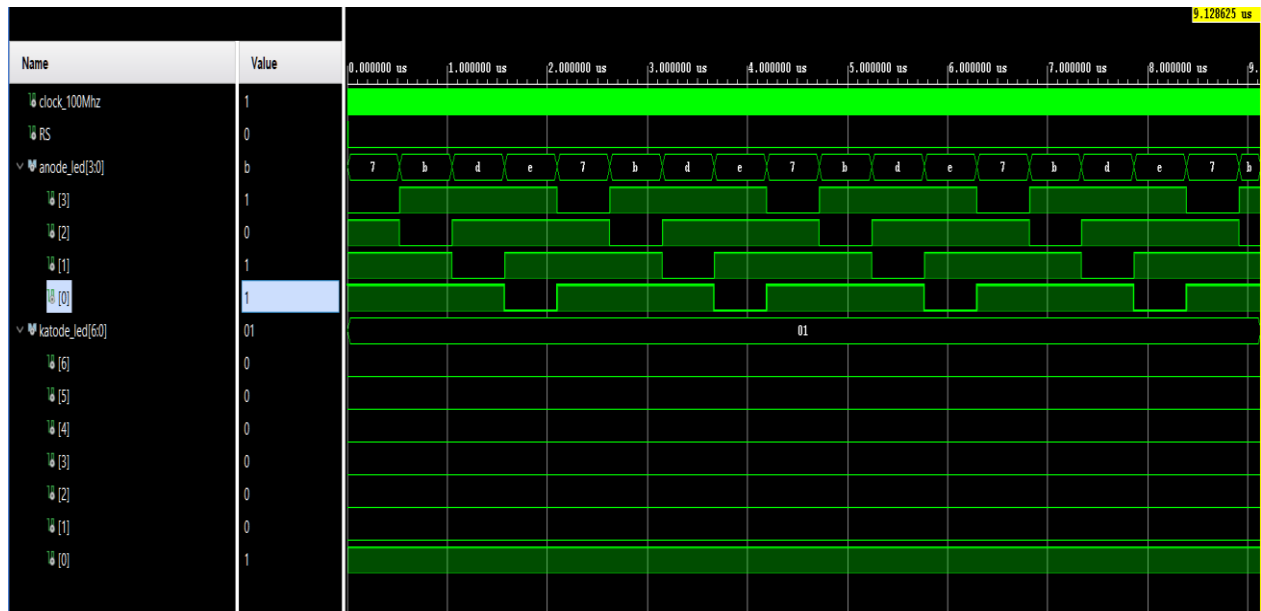 9.128625 us
Name Value 0.000000 us 1.000000 us 2.000000 us 3.000000 us 4.000000 us 5.000000 us 6.000000 us 7.000000 us 8.000000 us 9.
clock_100Mhz 1
RS 0
anode_led[3:0] b 7 b d e 7 b d e 7 b d e 7 b d e 7 b
[3] 1
[2] 0
[1] 1
[0] 1
katode_led[6:0] 01 01
[6] 0
[5] 0
[4] 0
[3] 0
[2] 0
[1] 0
[0] 1